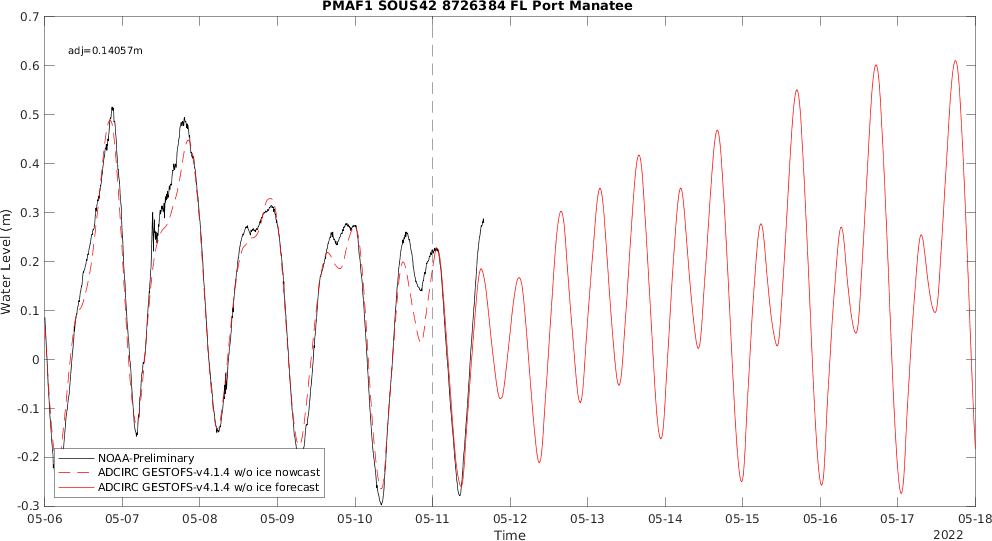 PMAF1 SOUS42 8726384 FL Port Manatee
0.7
0.6
0.5
0.4
0.3
0.2
0.1
0
-0.1
-0.2
-0.3
Water Level (m)
adj=0.14057m
NOAA-Preliminary
ADCIRC GESTOFS-v4.1.4 w/o ice nowcast
ADCIRC GESTOFS-v4.1.4 w/o ice forecast
05-06 05-07 05-08 05-09 05-10 05-11 05-12 05-13 05-14 05-15 05-16 05-17 05-18
Time
2022